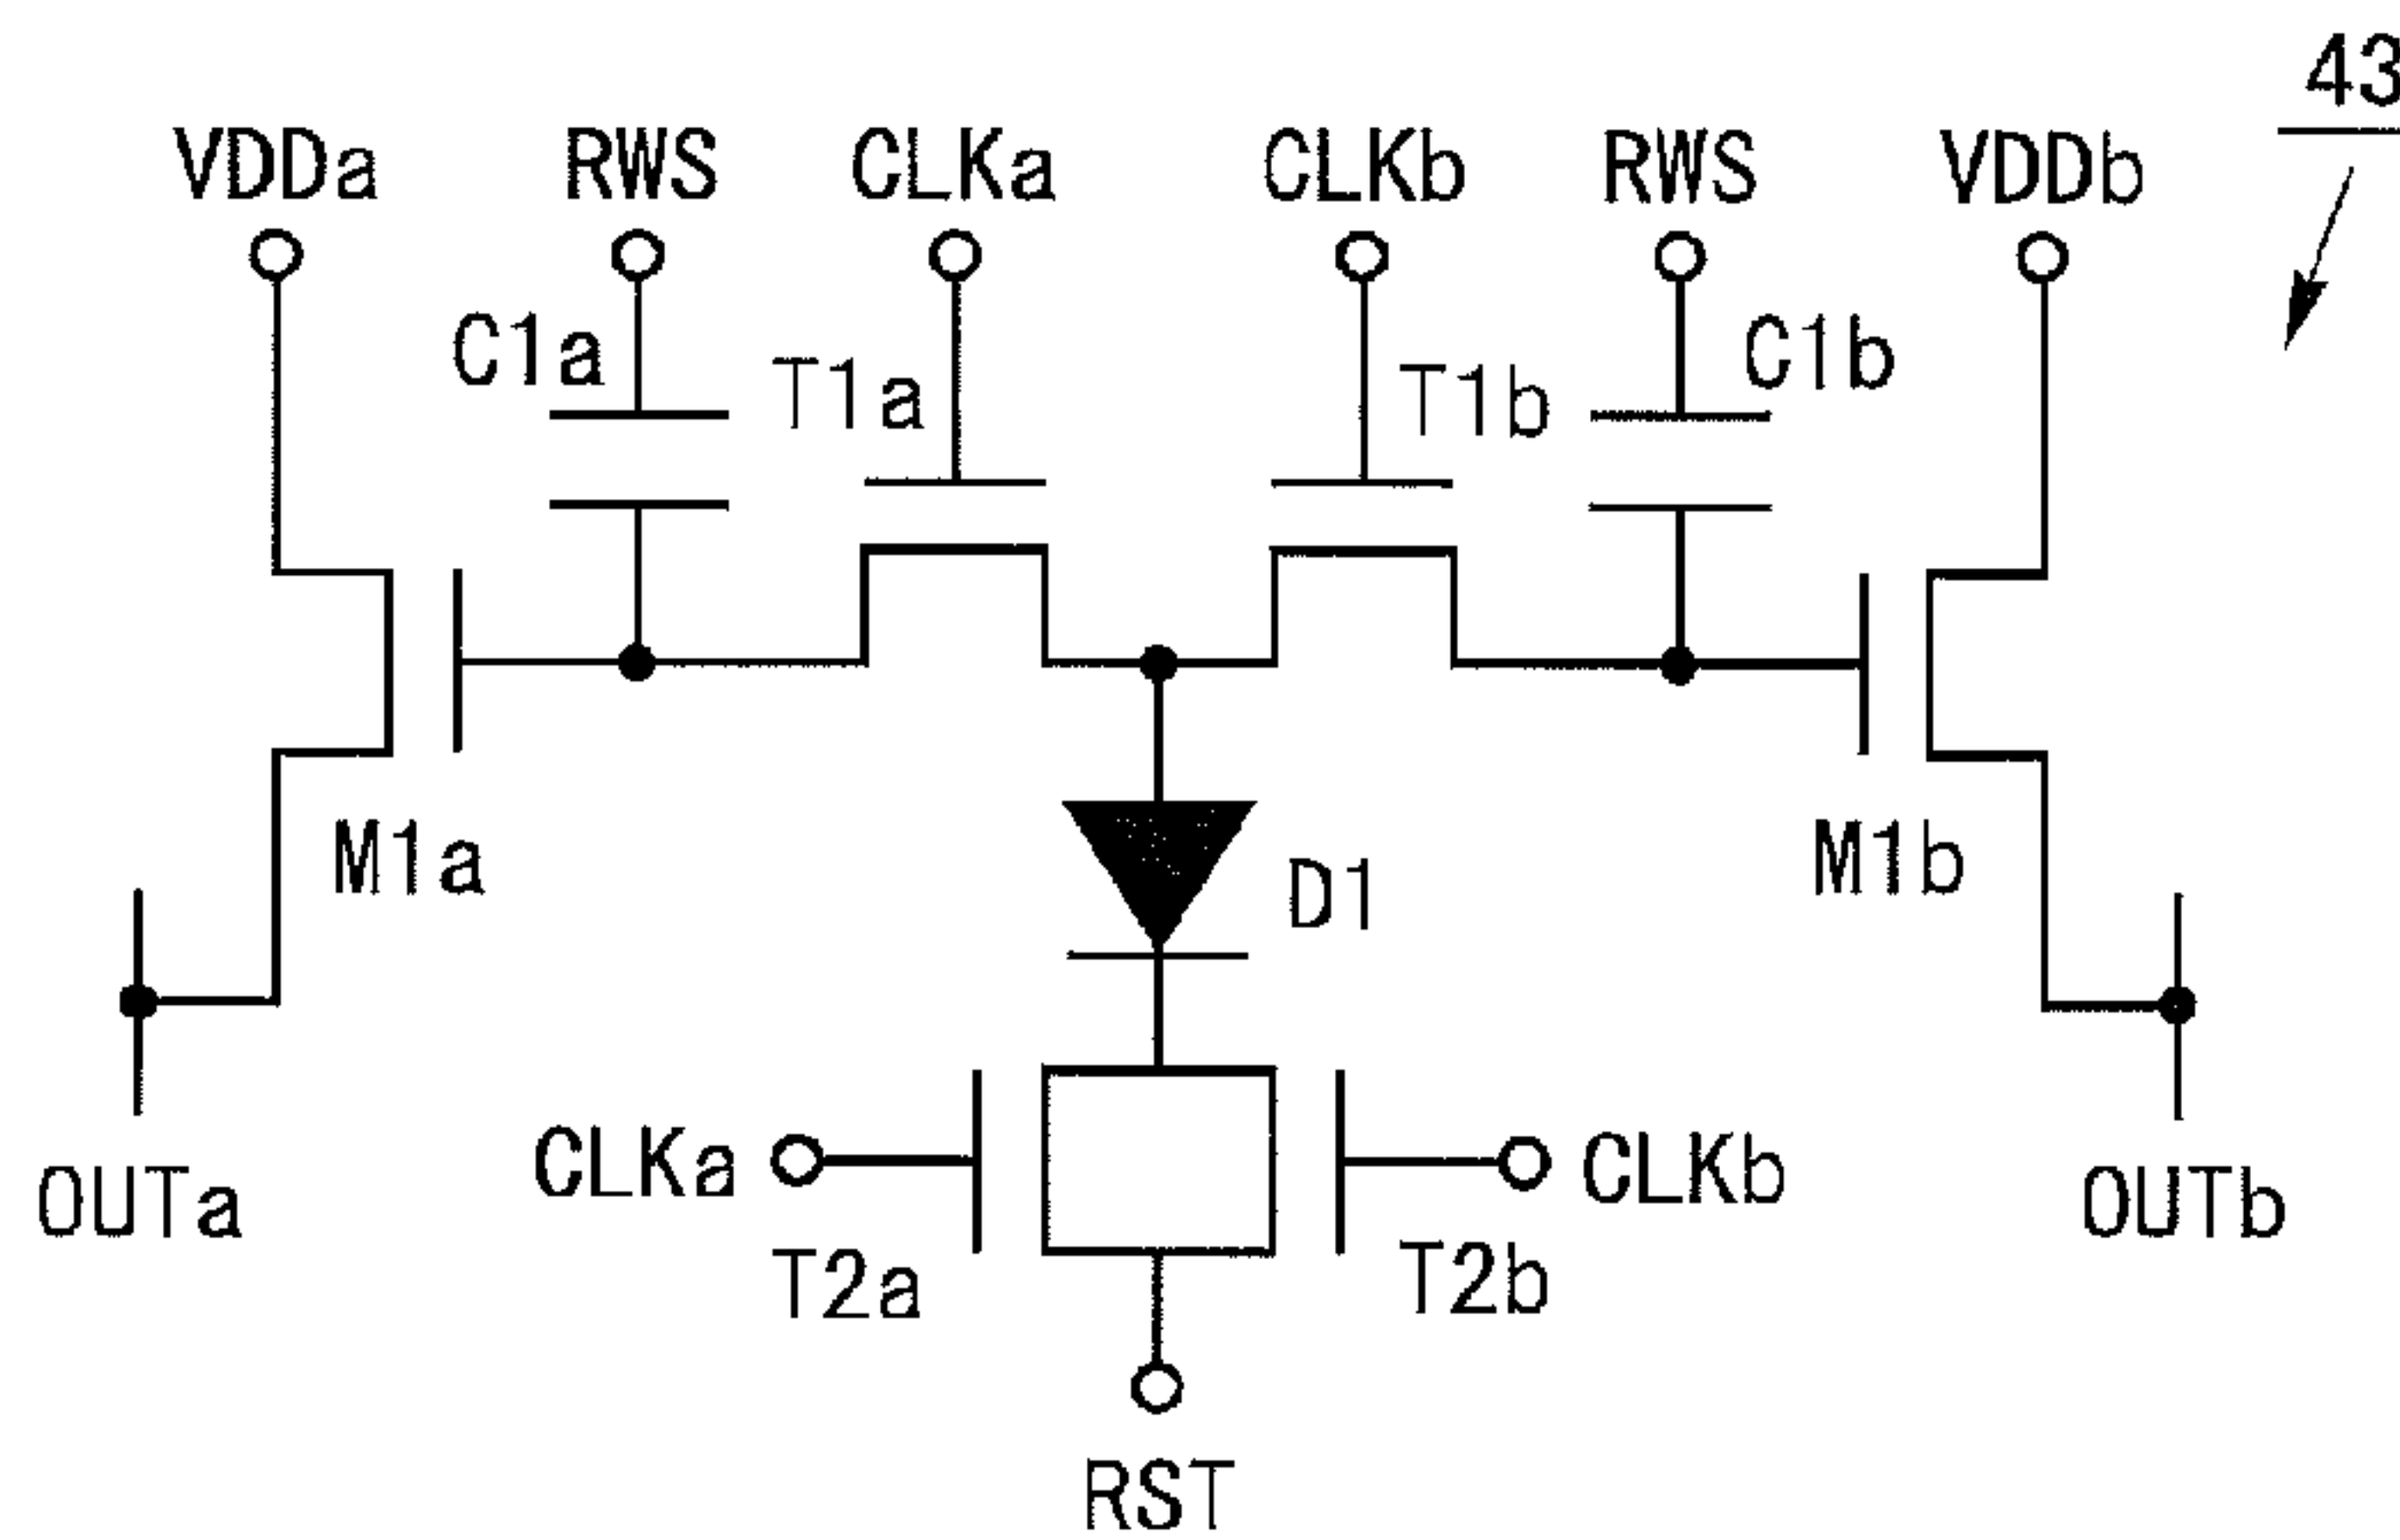 43
VDDa RWS CLKa CLKb RWS VDDb
C1a T1a T1b C1b
M1a D1 M1b
CLKa CLKb
OUTa T2a T2b OUTb
RST